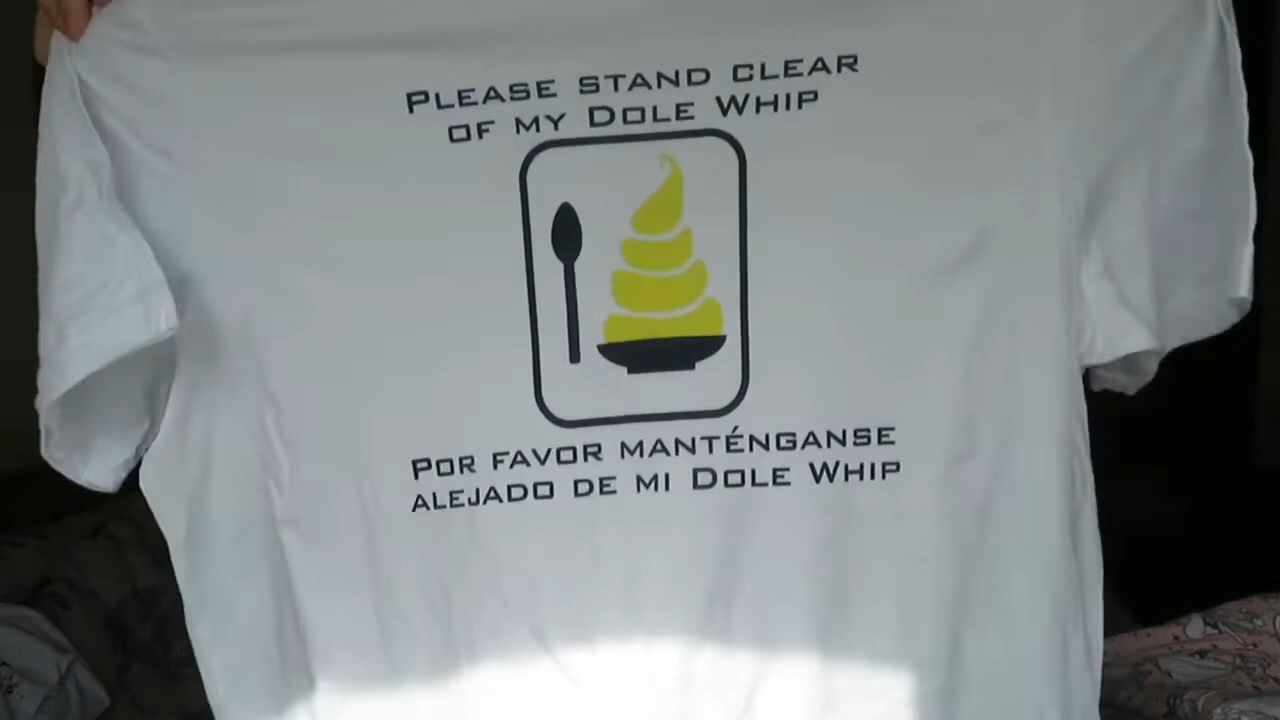 PLEASE STAND CLEAR
OF MY DOLE WHIP
POR FAVOR MANTÉNGANSE
ALEJADO DE MI DOLE WHIP